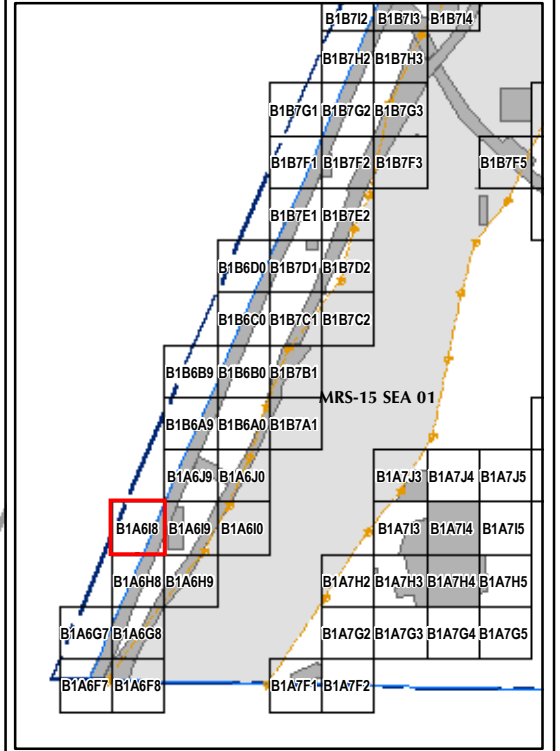 B1B7I2 B1B7I3 B1B7I4
B1B7H2 B1B7H3
B1B7G1 B1B7G2 B1B7G3
B1B7F1 B1B7F2 B1B7F3 B1B7F5
B1B7E1 B1B7E2
B1B6D0 B1B7D1 B1B7D2
B1B6C0 B1B7C1 B1B7C2
B1B6B9 B1B6B0 B1B7B1
MRS-15 SEA 01
B1B6A9 B1B6A0 B1B7A1
B1A6J9 B1A6J0 B1A7J3 B1A7J4 B1A7J5
B1A6I8 B1A6I9 B1A6I0 B1A7I3 B1A7I4 B1A7I5
B1A6H8 B1A6H9 B1A7H2 B1A7H3 B1A7H4 B1A7H5
B1A6G7 B1A6G8 B1A7G2 B1A7G3 B1A7G4 B1A7G5
B1A6F7 B1A6F8 B1A7F1 B1A7F2